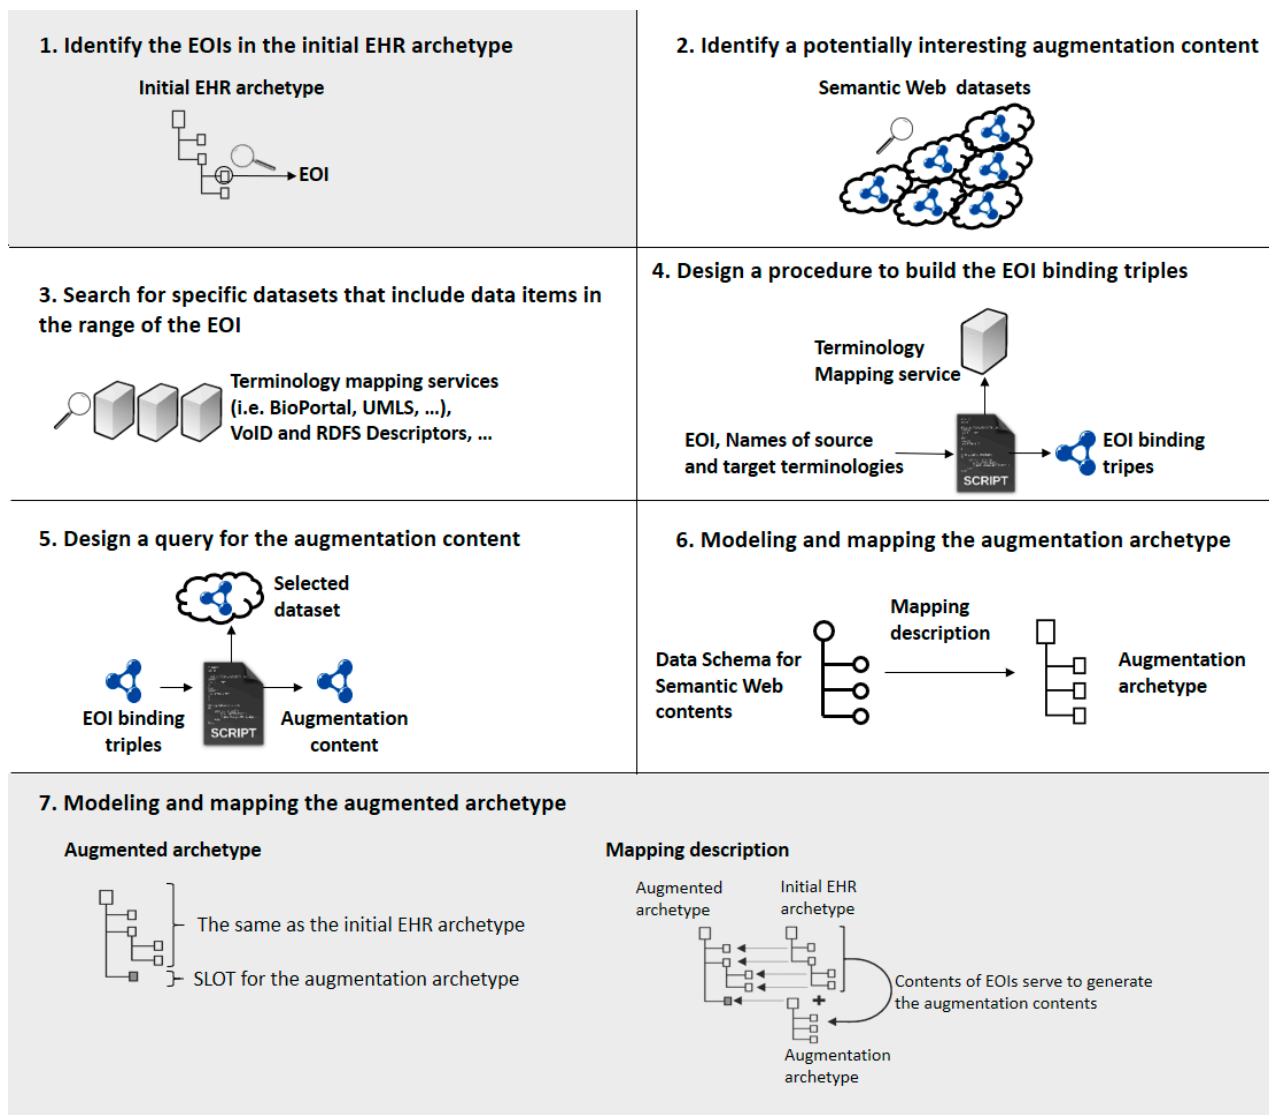 1. Identify the EOIs in the initial EHR archetype
Initial EHR archetype
EOI
2. Identify a potentially interesting augmentation content
Semantic Web datasets
3. Search for specific datasets that include data items in
the range of the EOI
Terminology mapping services
(i.e. BioPortal, UMLS, ...),
VoID and RDFS Descriptors, ...
4. Design a procedure to build the EOI binding triples
Terminology
Mapping service
EOI, Names of source
and target terminologies
SCRIPT
EOI binding
tripes
5. Design a query for the augmentation content
Selected
dataset
EOI binding
triples
SCRIPT
Augmentation
content
6. Modeling and mapping the augmentation archetype
Data Schema for
Semantic Web
contents
Mapping
description
Augmentation
archetype
7. Modeling and mapping the augmented archetype
Augmented archetype
The same as the initial EHR archetype
SLOT for the augmentation archetype
Mapping description
Augmented
archetype
Initial EHR
archetype
Contents of EOIs serve to generate
the augmentation contents
Augmentation
archetype